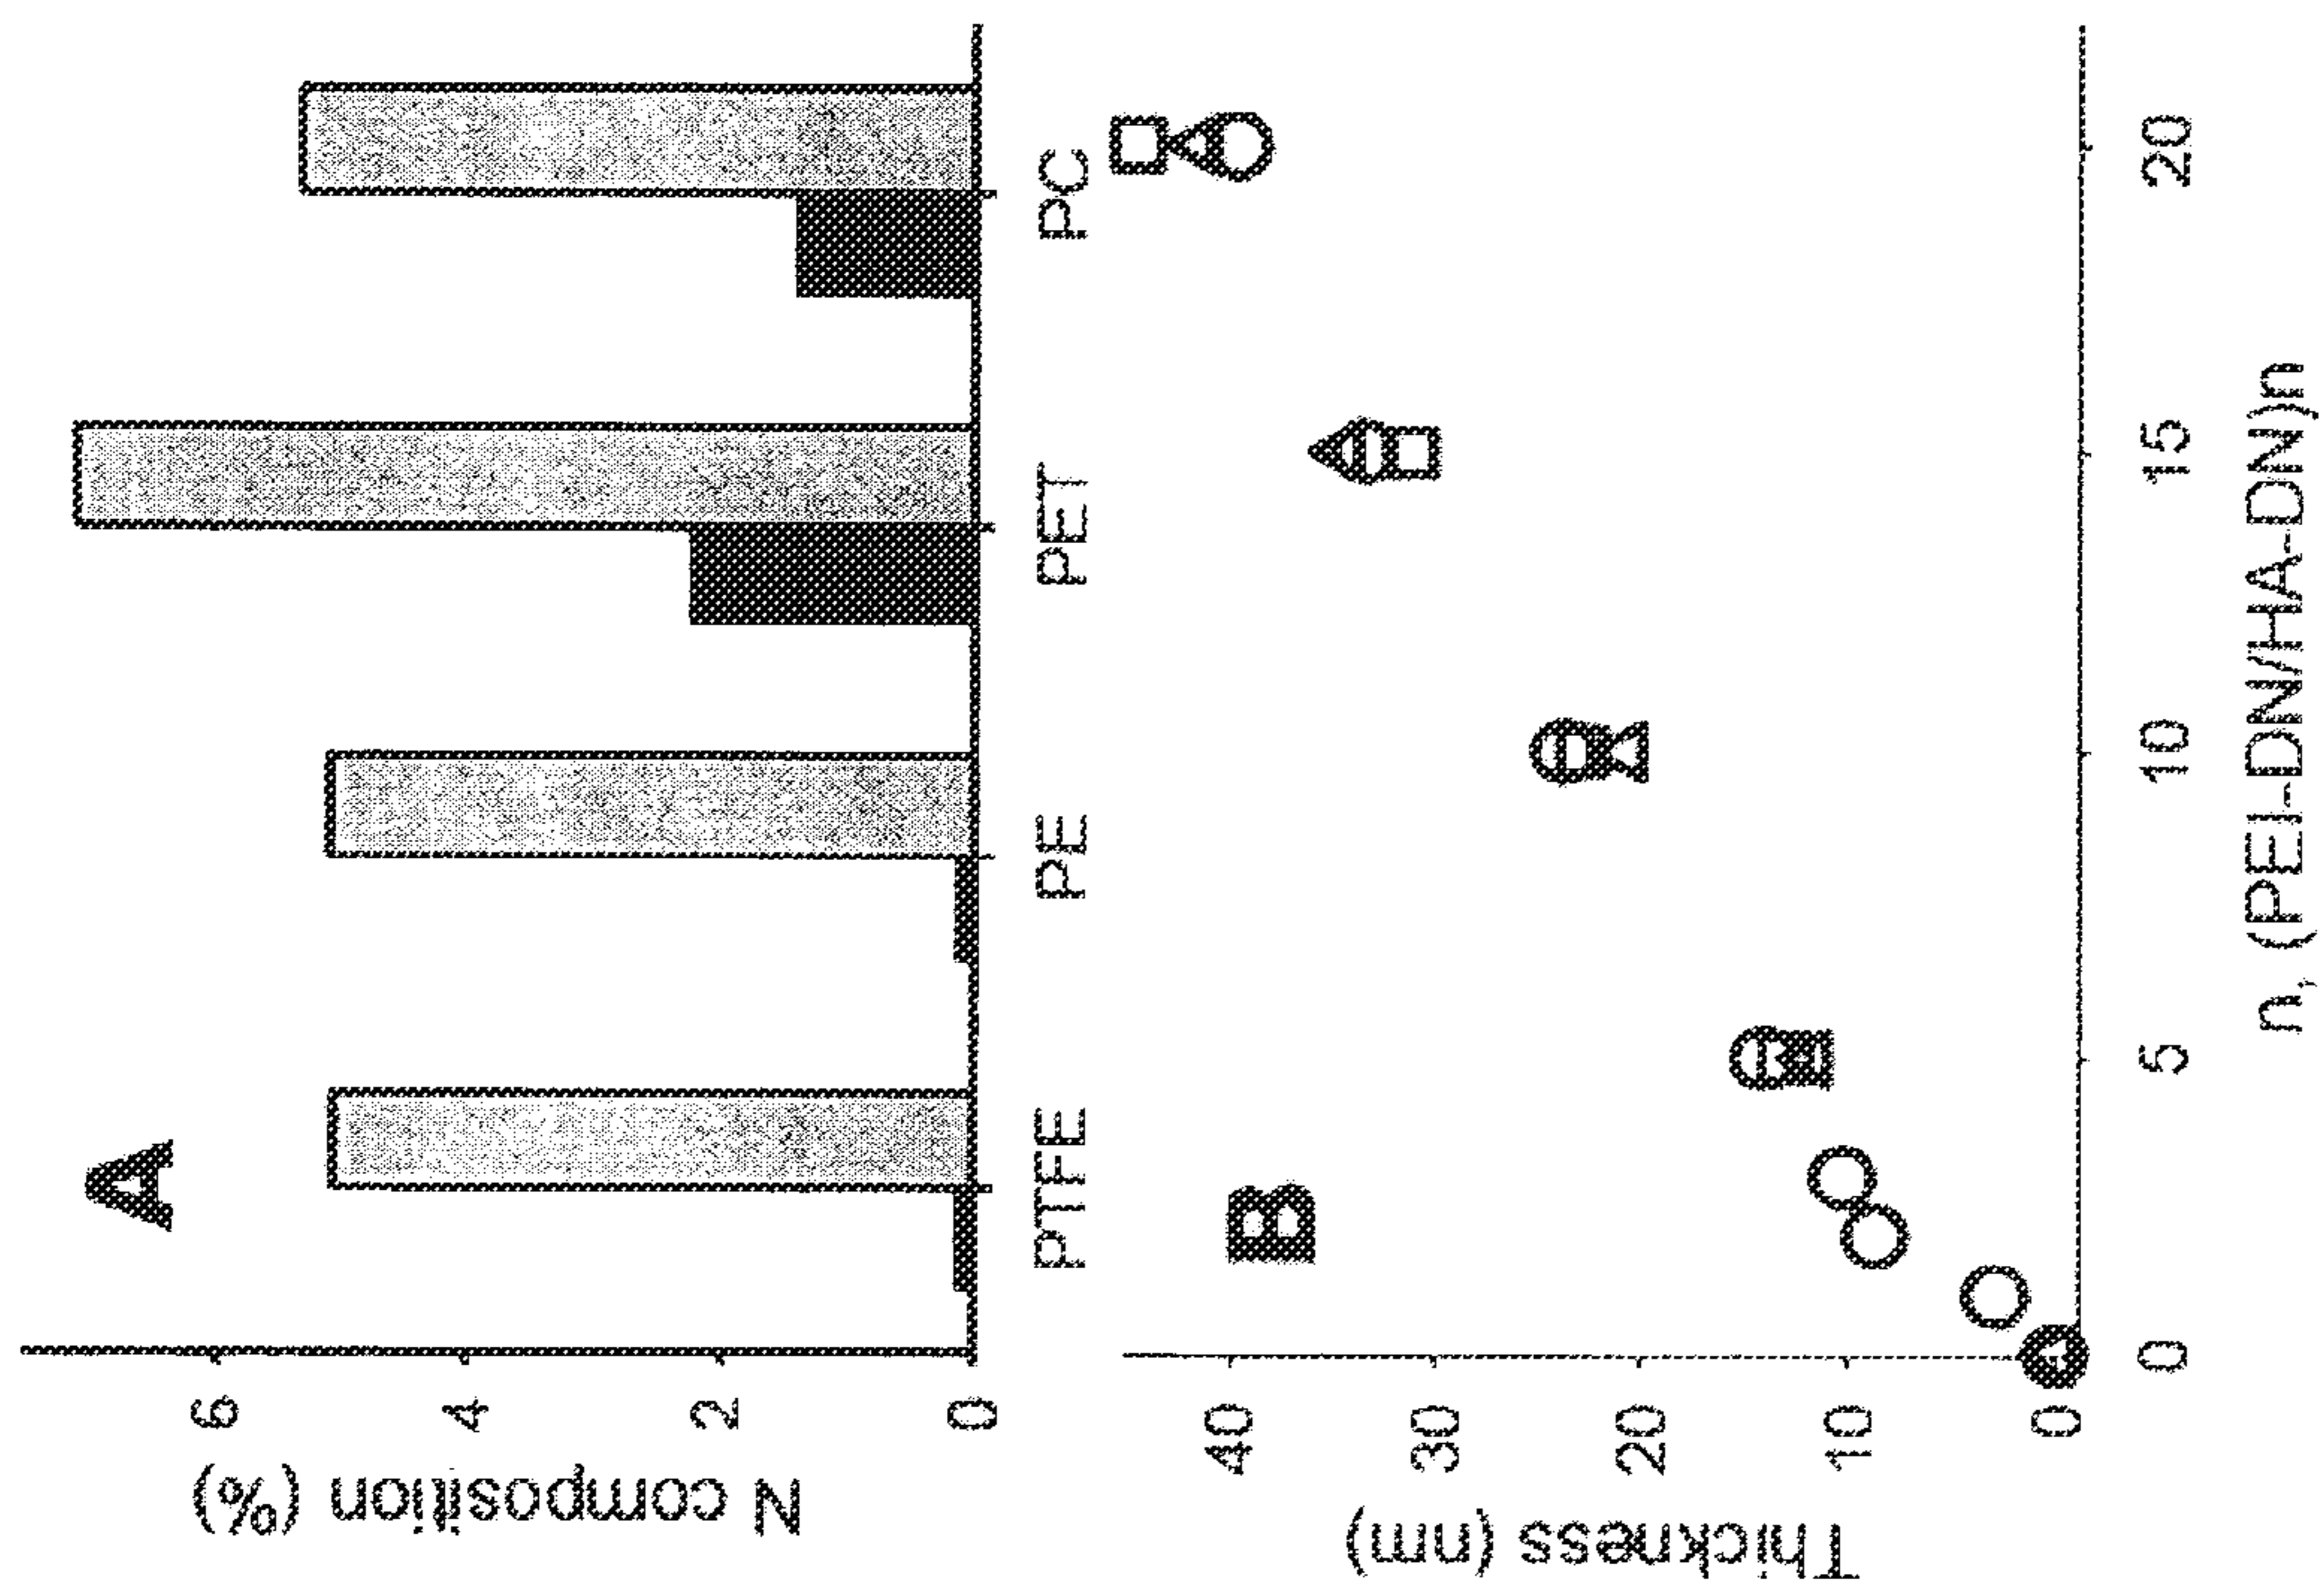 A
N composition (%)
6
4
2
0
PTFE
PE
PET
PC
B
Thickness (nm)
40
30
20
10
0
0
5
10
15
20
n, (PEI-DN/HA-DN)n